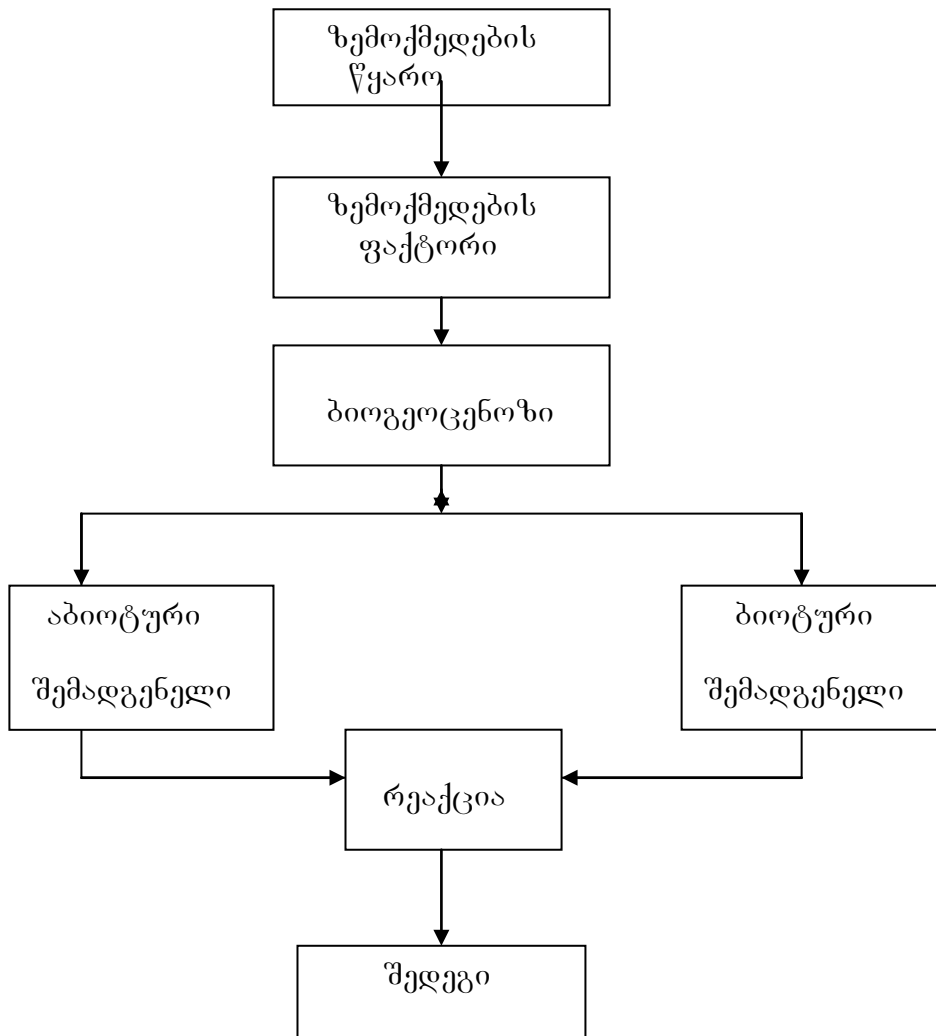 ზემოქმედების
წყარო
ზემოქმედების
ფაქტორი
ბიოგეოცენოზი
აბიოტური
შემადგენელი
ბიოტური
შემადგენელი
რეაქცია
შედეგი